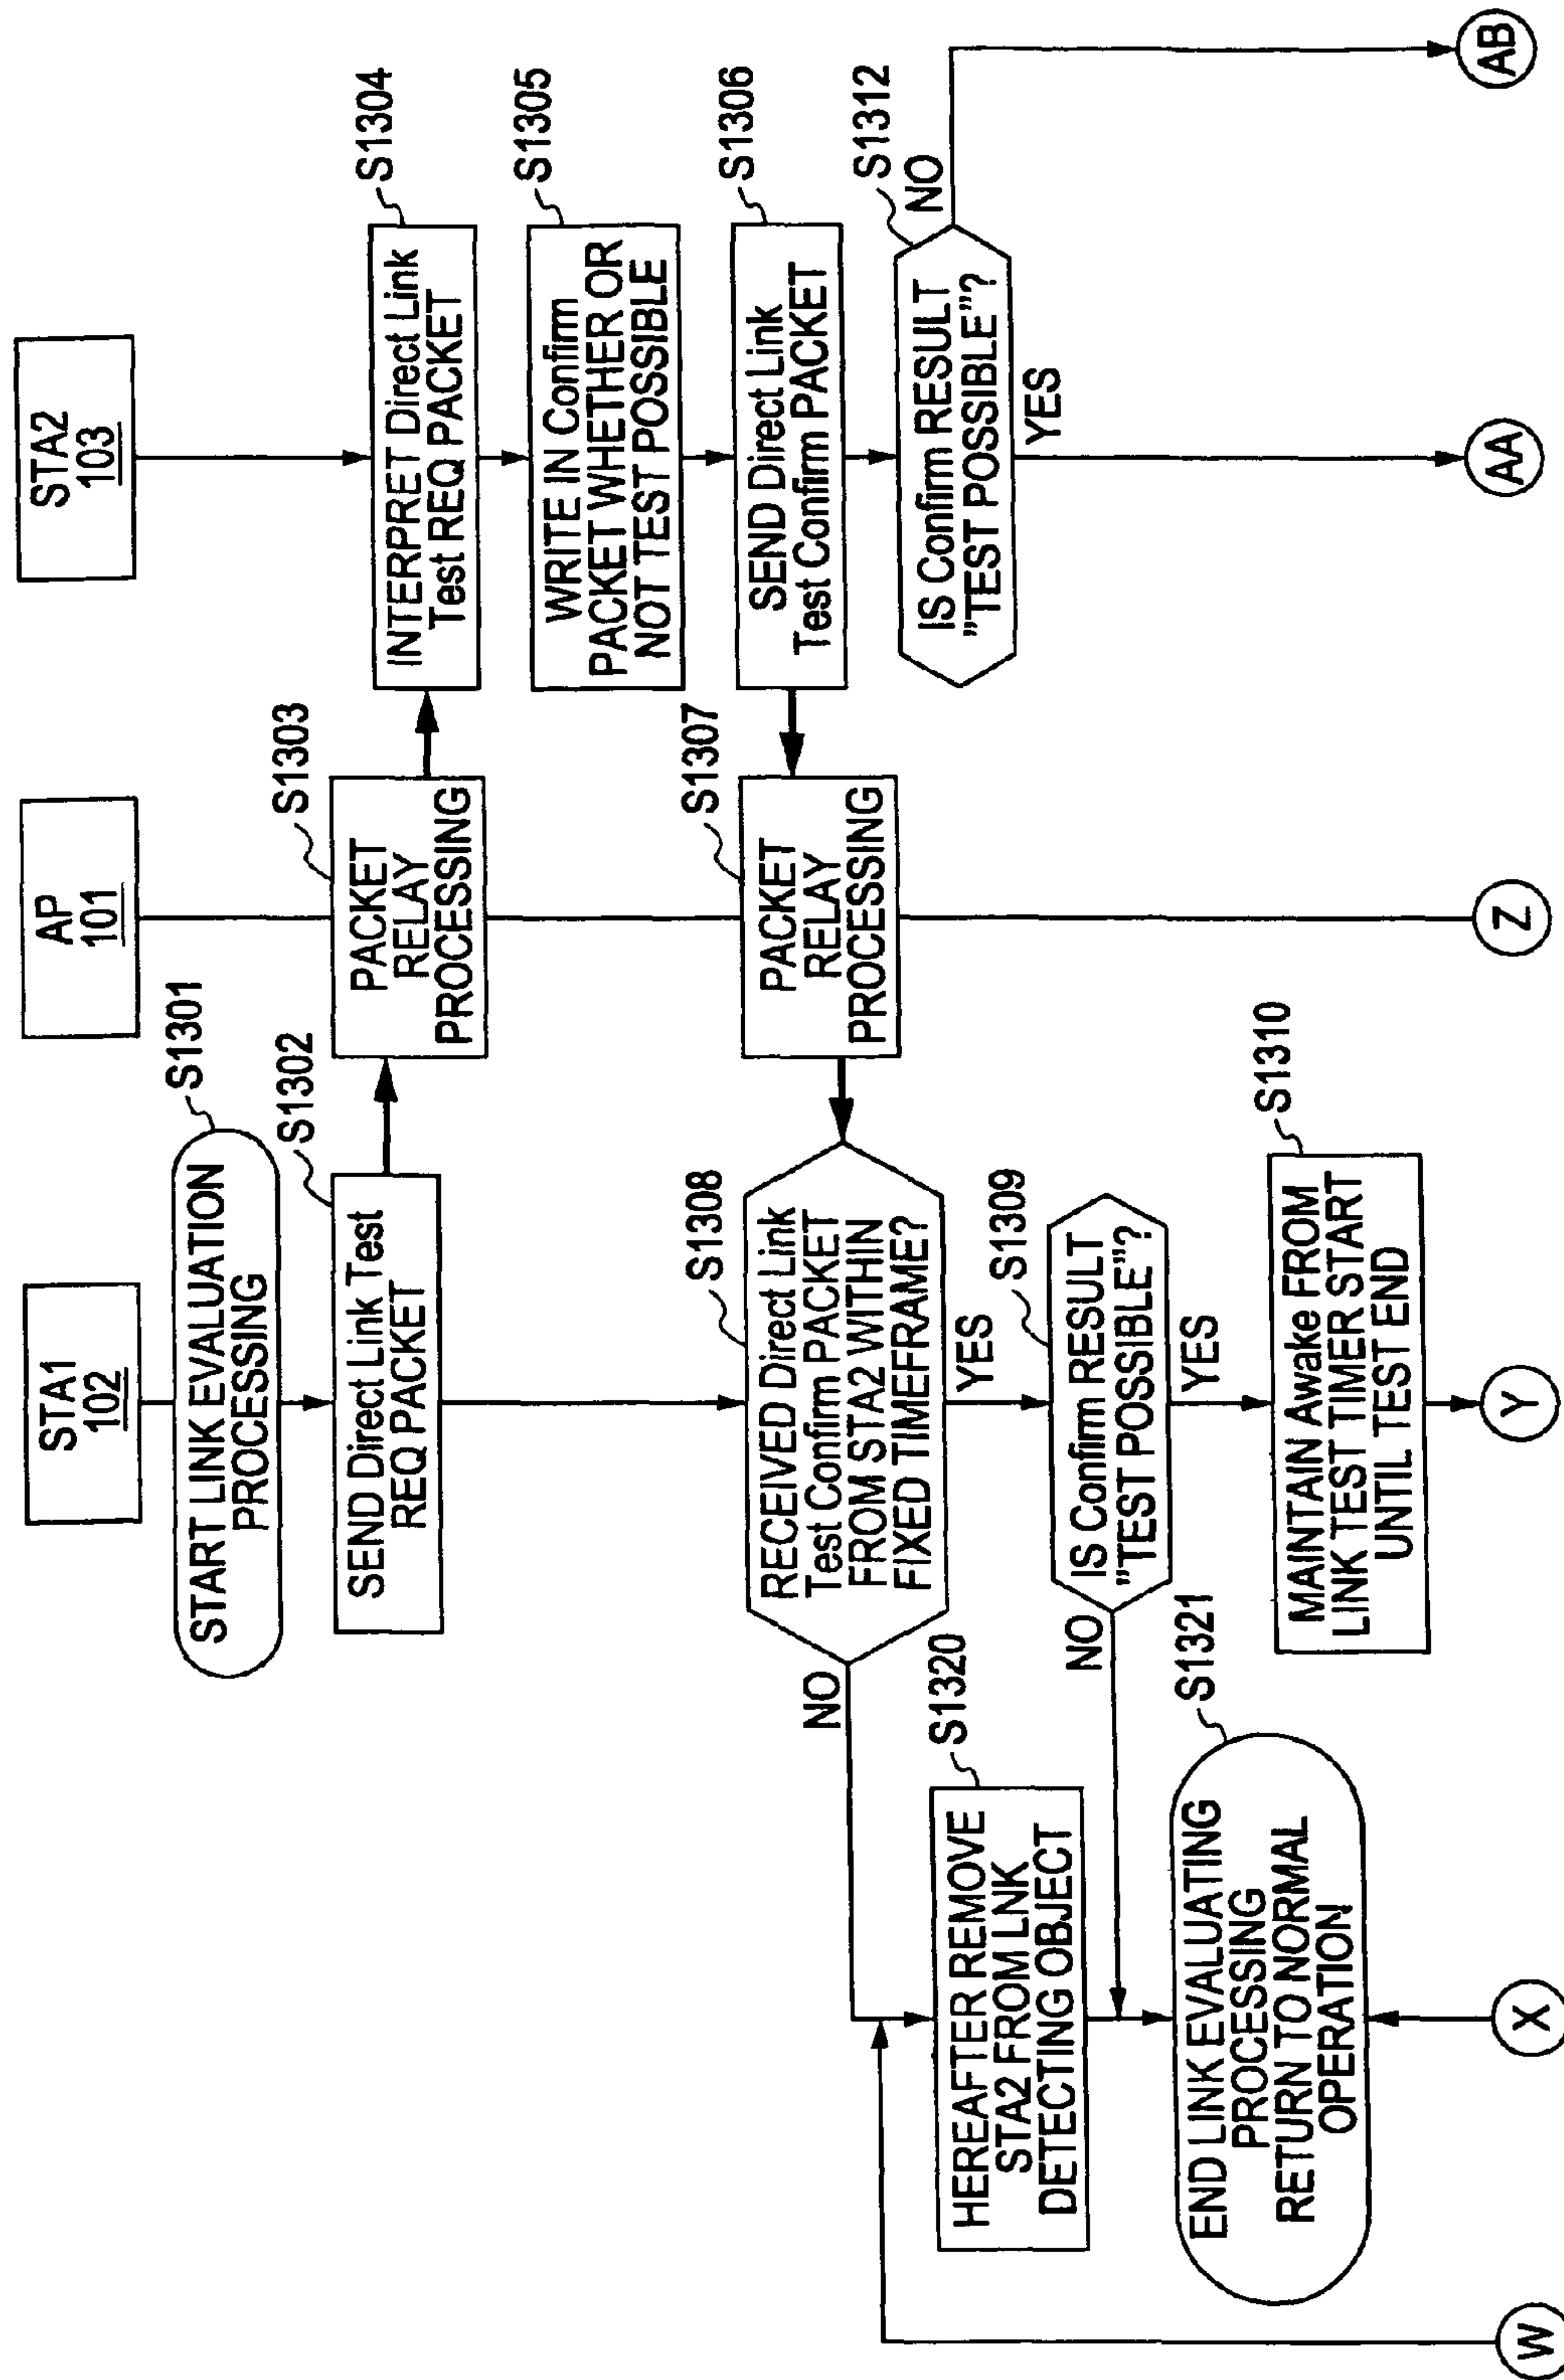 STA1
102
AP
101
STA2
103
START LINK EVALUATION
PROCESSING
S1301
SEND Direct Link Test
REQ PACKET
S1302
PACKET
RELAY
PROCESSING
S1303
INTERPRET Direct Link
Test REQ PACKET
S1304
WRITE IN Confirm
PACKET WHETHER OR
NOT TEST POSSIBLE
S1305
SEND Direct Link
Test Confirm PACKET
S1306
PACKET
RELAY
PROCESSING
S1307
RECEIVED Direct Link
Test Confirm PACKET
FROM STA2 WITHIN
FIXED TIMEFRAME?
S1308
NO
YES
IS Confirm RESULT
"TEST POSSIBLE"?
S1312
NO
YES
HEREAFTER REMOVE
STA2 FROM LNK
DETECTING OBJECT
S1320
IS Confirm RESULT
"TEST POSSIBLE"?
S1309
NO
YES
END LINK EVALUATING
PROCESSING
RETURN TO NORMAL
OPERATION
S1321
MAINTAIN Awake FROM
LINK TEST TIMER START
UNTIL TEST END
S1310
W
X
Y
Z
AA
AB